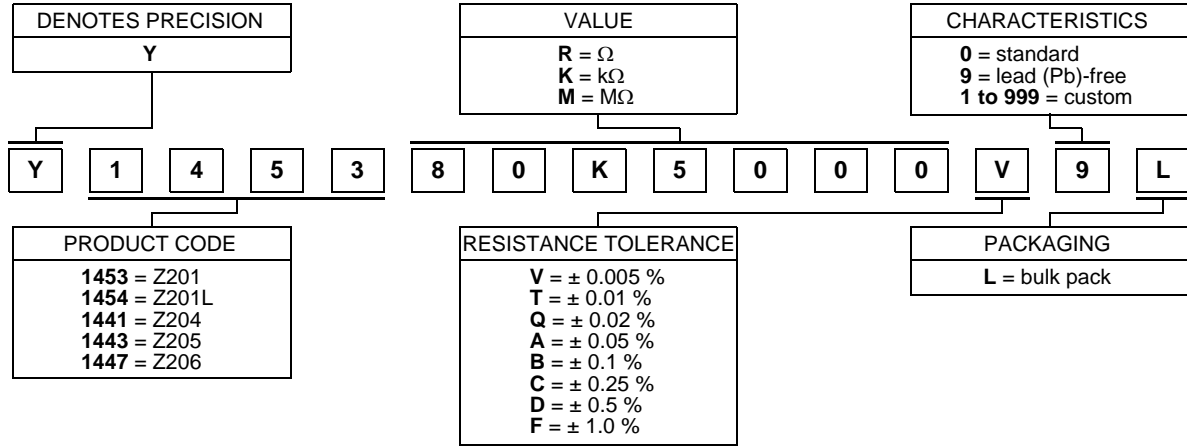 DENOTES PRECISION
Y
VALUE
R = Ω
K = kΩ
M = MΩ
CHARACTERISTICS
0 = standard
9 = lead (Pb)-free
1 to 999 = custom
Y 1 4 5 3 8 0 K 5 0 0 0 V 9 L
PRODUCT CODE
1453 = Z201
1454 = Z201L
1441 = Z204
1443 = Z205
1447 = Z206
RESISTANCE TOLERANCE
V = ± 0.005 %
T = ± 0.01 %
Q = ± 0.02 %
A = ± 0.05 %
B = ± 0.1 %
C = ± 0.25 %
D = ± 0.5 %
F = ± 1.0 %
PACKAGING
L = bulk pack